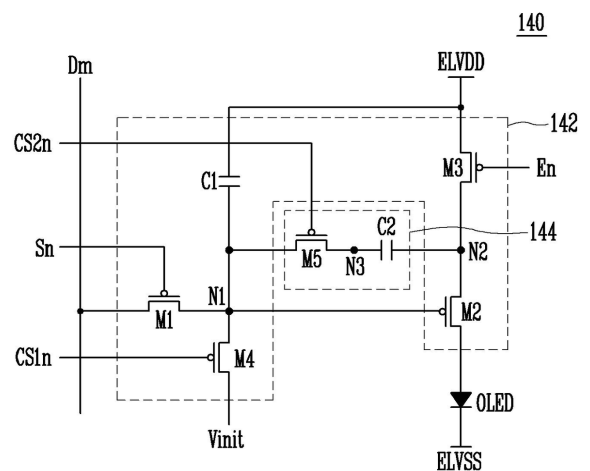 140
Dm
ELVDD
CS2n
142
M3
En
C1
C2
144
Sn
M5
N3
N2
N1
M1
M2
CS1n
M4
OLED
Vinit
ELVSS